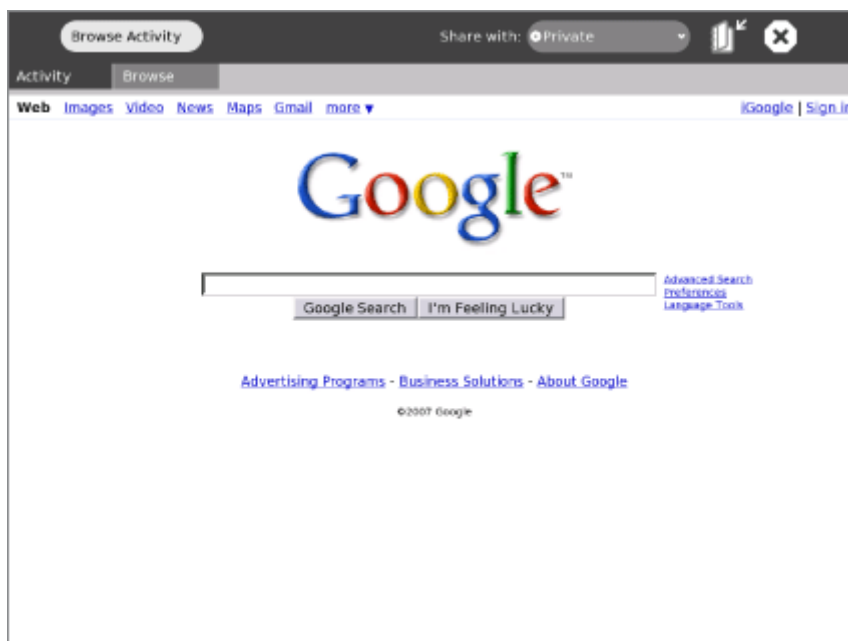 Browse Activity Share with: Private
Activity Browse
Web Images Video News Maps Gmail more ▼ iGoogle | Sign in
Google™
Advanced Search
Preferences
Language Tools
Google Search I'm Feeling Lucky
Advertising Programs - Business Solutions - About Google
©2007 Google